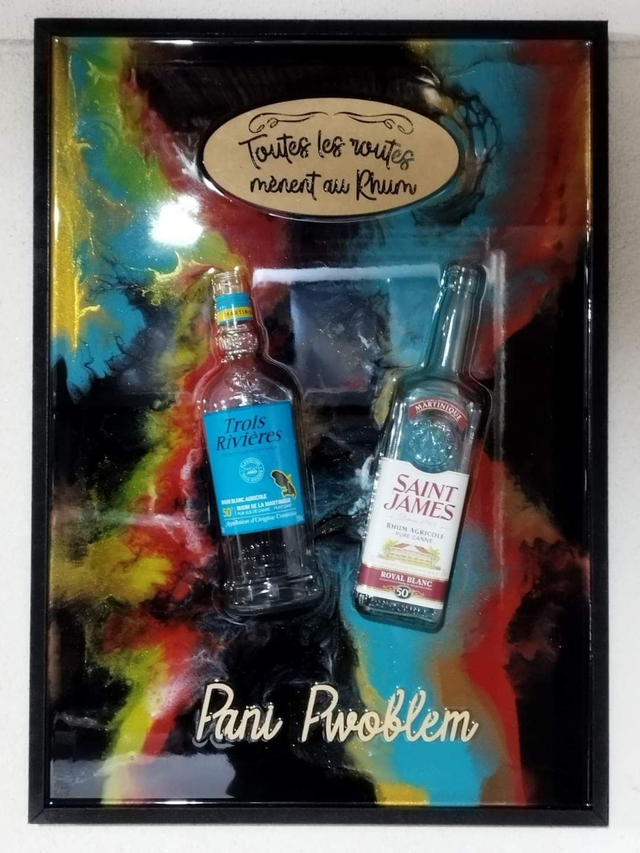 Toutes les routes
mènent au Rhum
MARTINIQUE
Trois
Rivières
RHUM BLANC AGRICOLE
50° RHUM DE LA MARTINIQUE
MARTINIQUE
SAINT
JAMES
RHUM AGRICOLE
PURE CANNE
ROYAL BLANC
50°
Pani Pwoblem